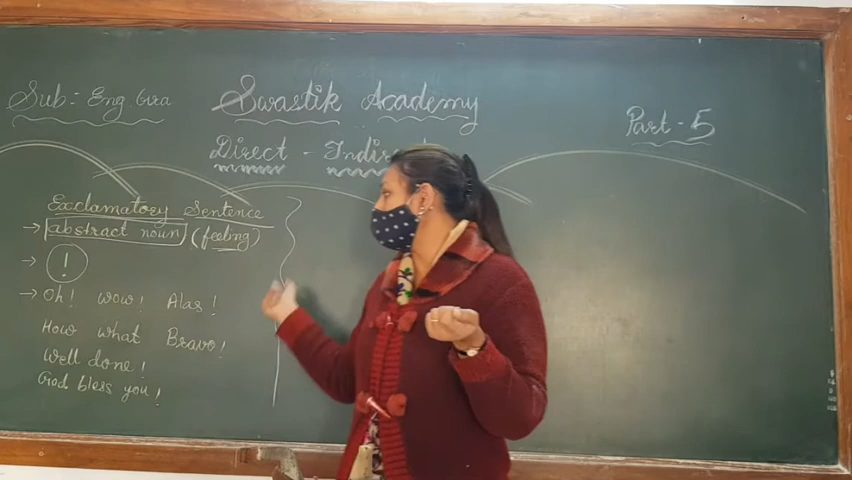 Sub: Eng Gra
Swastik Academy
Part-5
Direct - Indirect
Exclamatory Sentence
→ abstract noun (feeling)
→ !
→ Oh! wow! Alas!
How what Bravo!
Well done!
God bless you!